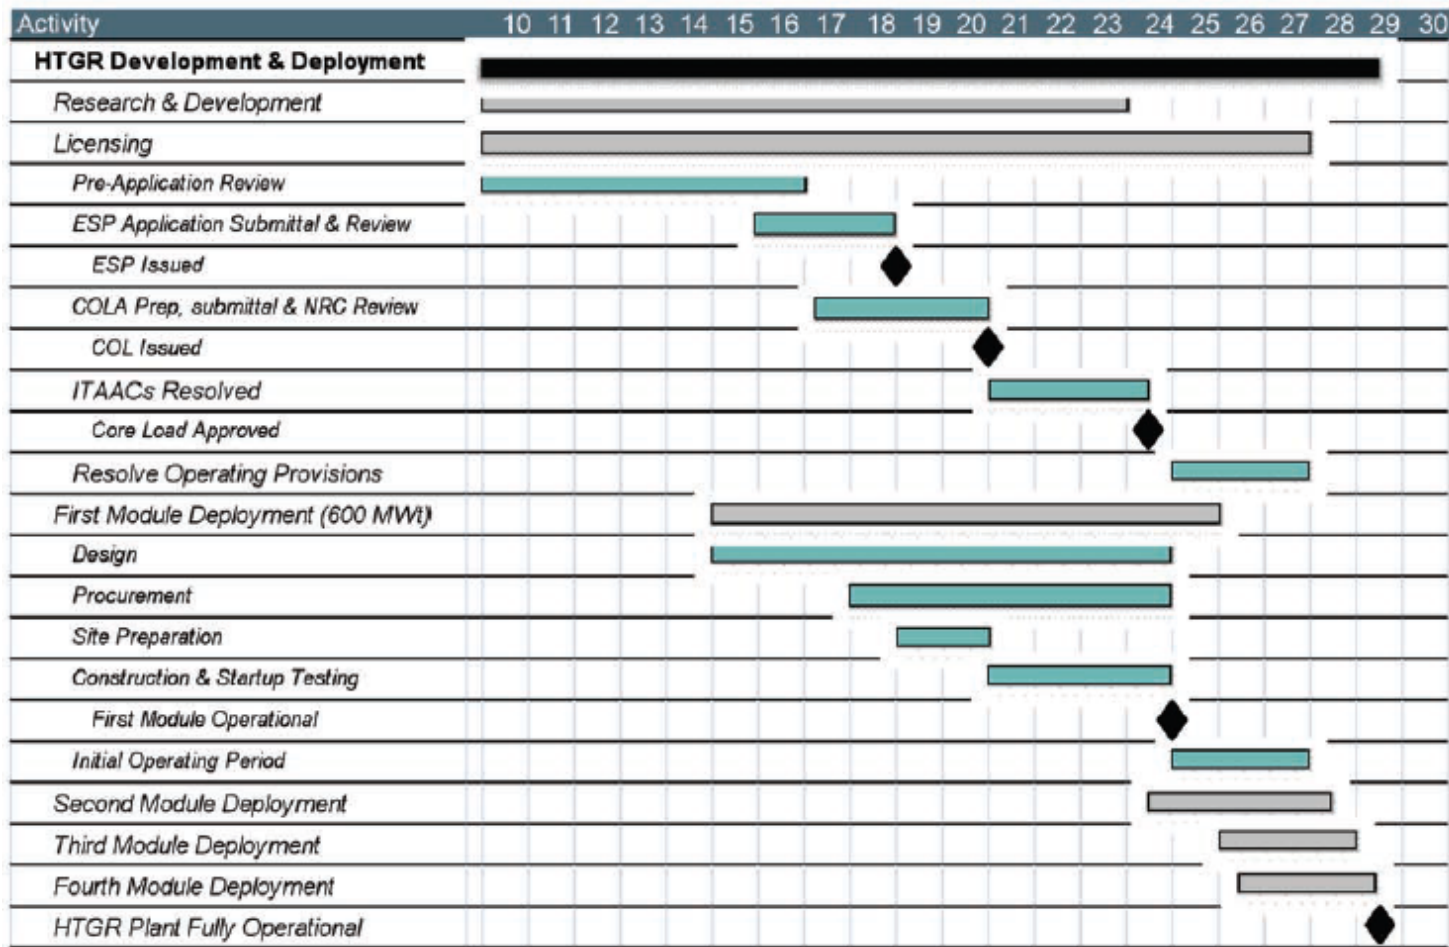 Activity 10 11 12 13 14 15 16 17 18 19 20 21 22 23 24 25 26 27 28 29 30
HTGR Development & Deployment
Research & Development
Licensing
Pre-Application Review
ESP Application Submittal & Review
ESP Issued
COLA Prep, submittal & NRC Review
COL Issued
ITAACs Resolved
Core Load Approved
Resolve Operating Provisions
First Module Deployment (600 MWt)
Design
Procurement
Site Preparation
Construction & Startup Testing
First Module Operational
Initial Operating Period
Second Module Deployment
Third Module Deployment
Fourth Module Deployment
HTGR Plant Fully Operational